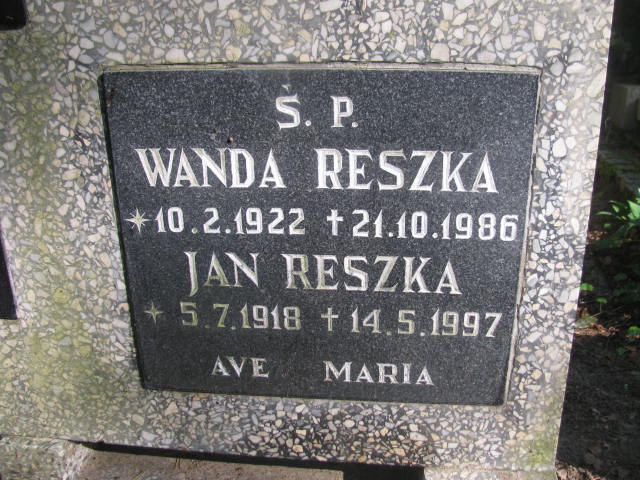 Ś. P.
WANDA RESZKA
* 10.2.1922 † 21.10.1986
JAN RESZKA
* 5.7.1918 † 14.5.1997
AVE MARIA